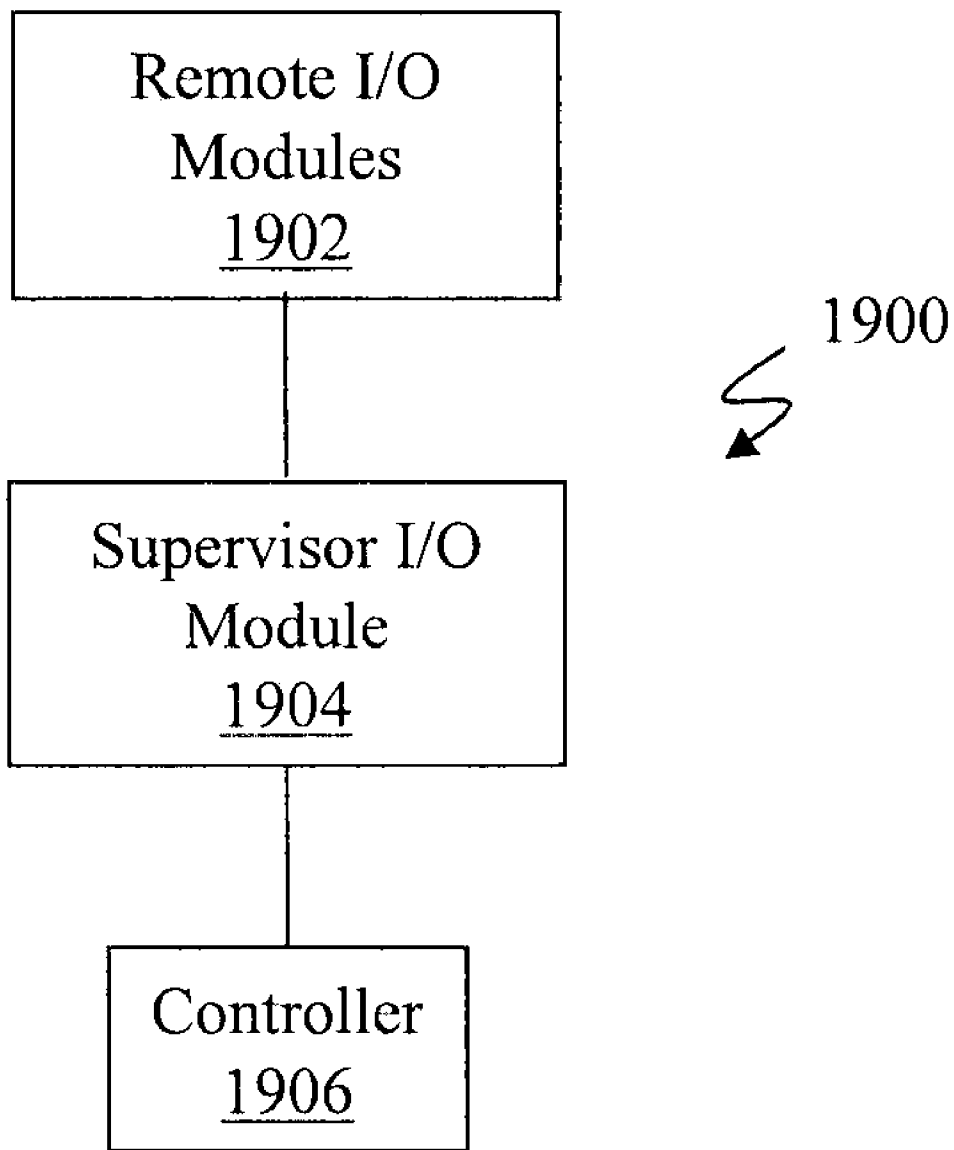 Remote I/O
Modules
1902
1900
Supervisor I/O
Module
1904
Controller
1906